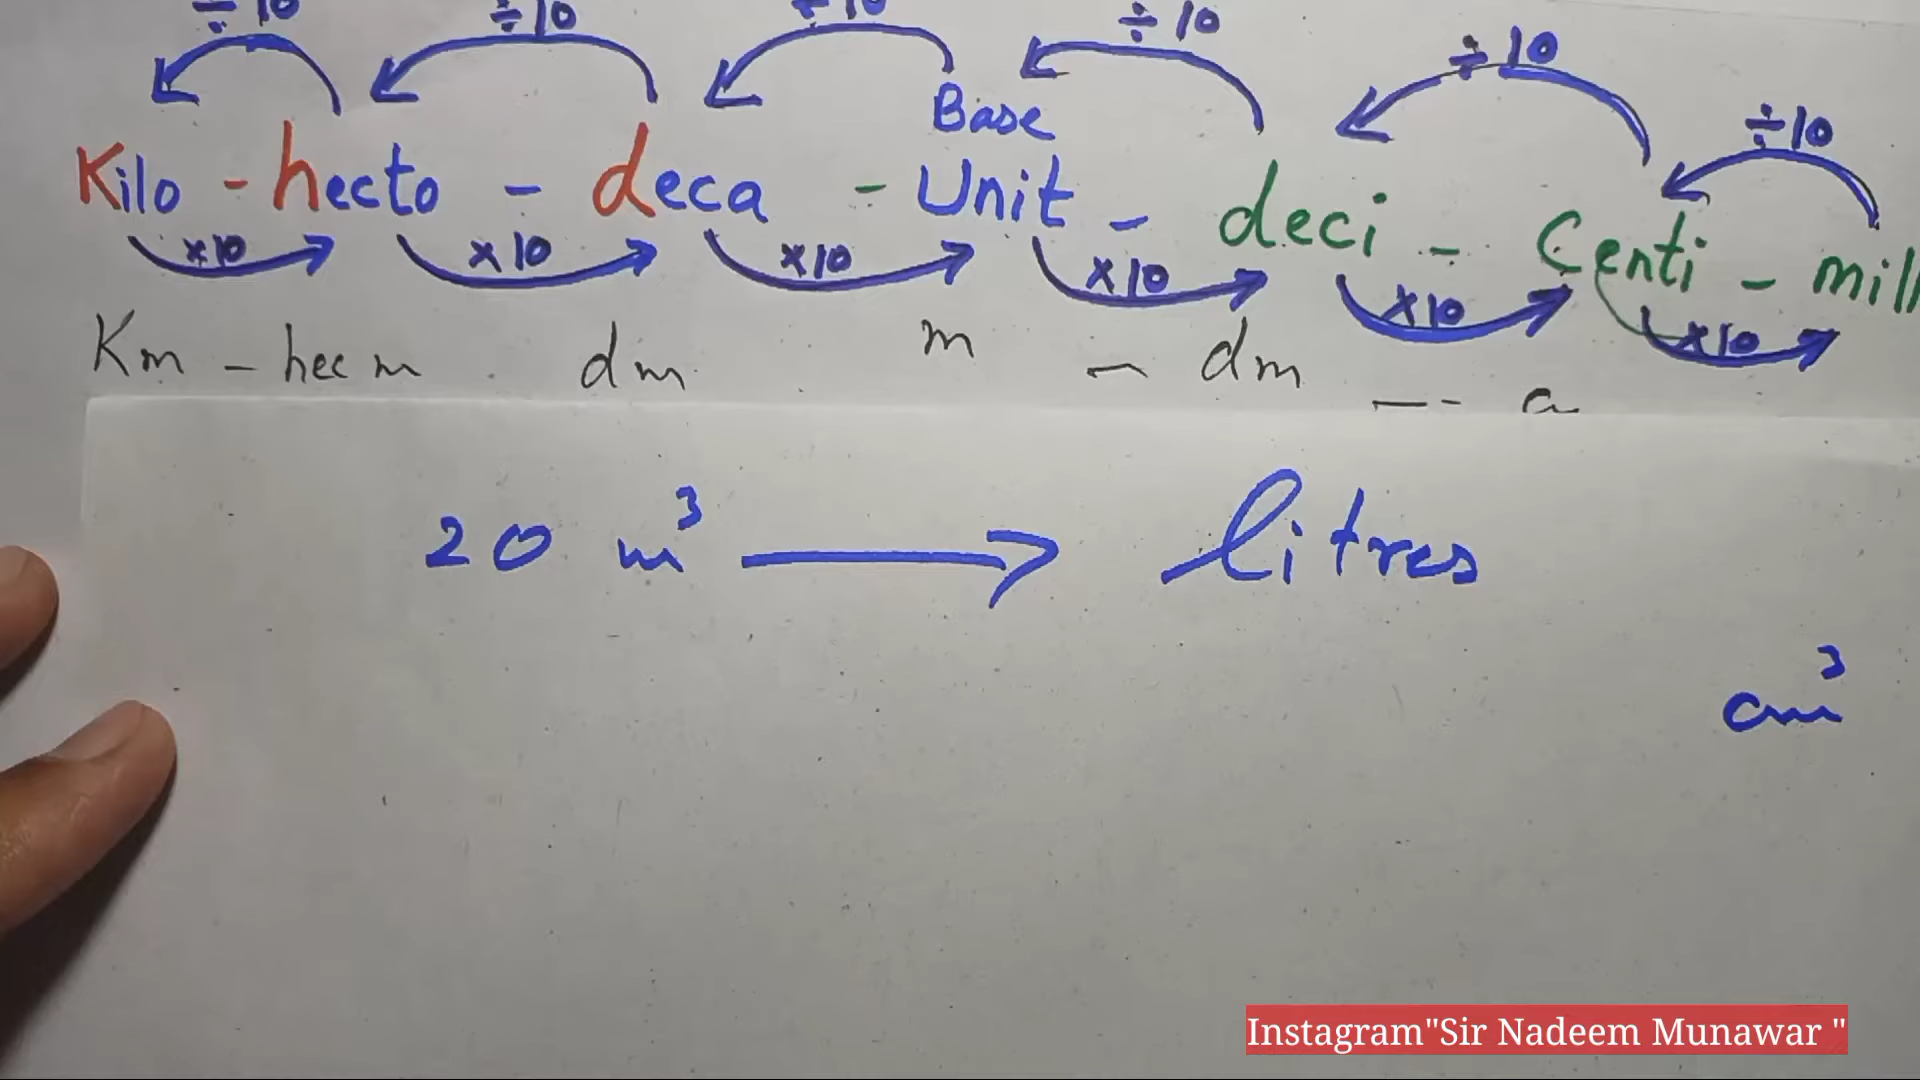 ÷10 ÷10 ÷10 ÷10 ÷10 ÷10
Base
Kilo - hecto - deca - Unit - deci - Centi - mill
×10 ×10 ×10 ×10 ×10 ×10
Km - hecm dm m - dm
20 m³ → litres
cm³
Instagram"Sir Nadeem Munawar "